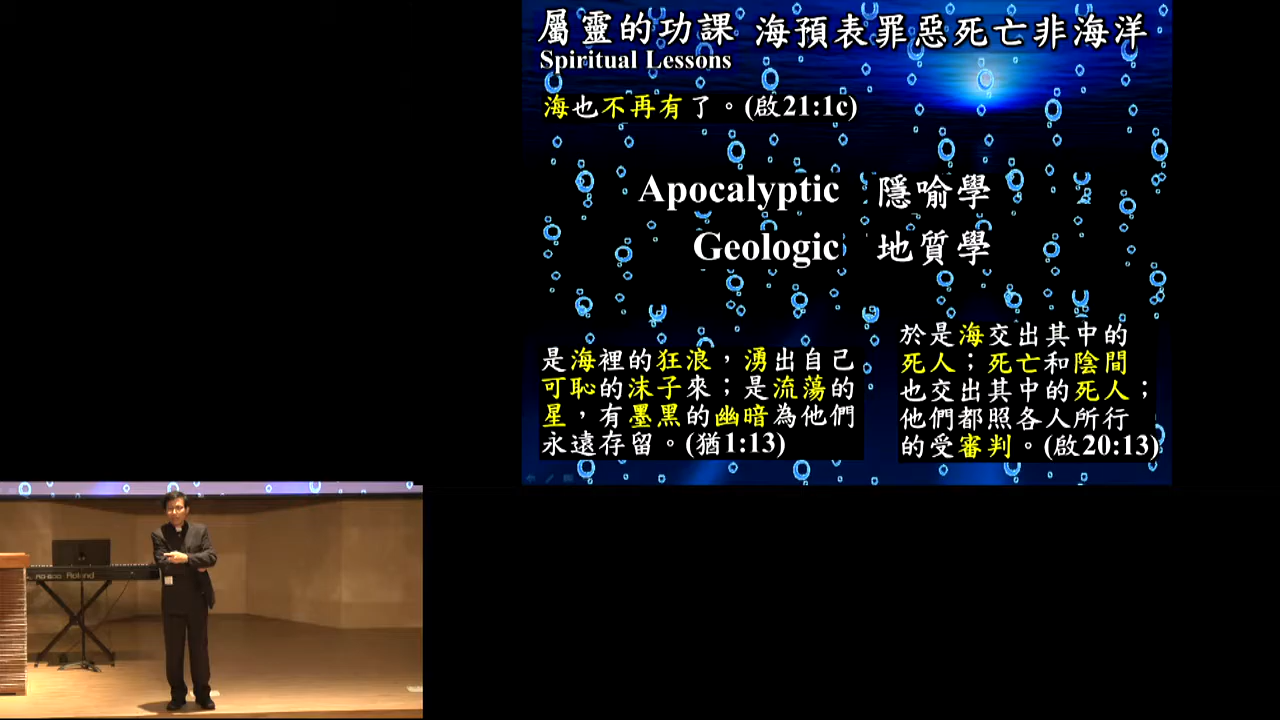 屬靈的功課 海預表罪惡死亡非海洋
Spiritual Lessons
海也不再有了。(啟21:1c)
Apocalyptic 隱喻學
Geologic 地質學
是海裡的狂浪，湧出自己
可恥的沫子來；是流蕩的
星，有墨黑的幽暗為他們
永遠存留。(猶1:13)
於是海交出其中的
死人；死亡和陰間
也交出其中的死人；
他們都照各人所行
的受審判。(啟20:13)
Roland